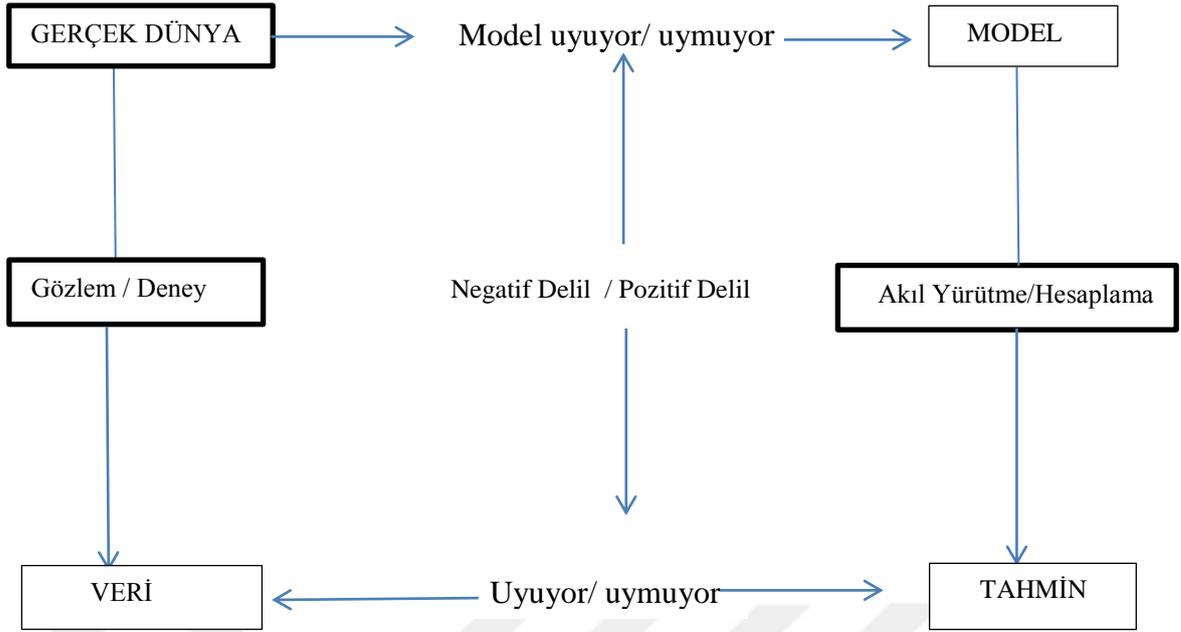 GERÇEK DÜNYA
Model uyuyor/ uymuyor
MODEL
Gözlem / Deney
Negatif Delil / Pozitif Delil
Akıl Yürütme/Hesaplama
VERİ
Uyuyor/ uymuyor
TAHMİN